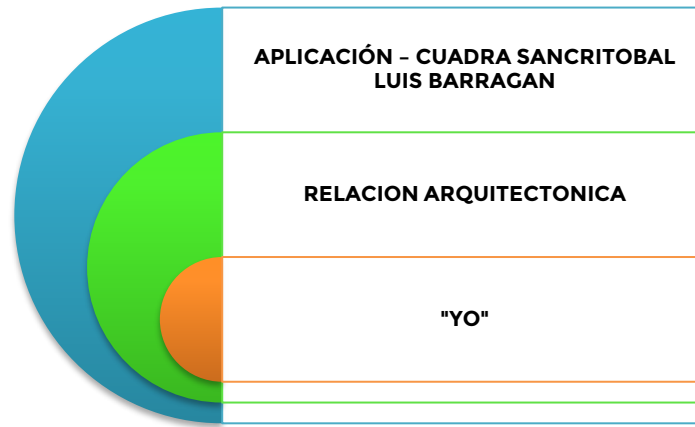 APLICACIÓN – CUADRA SANCRITOBAL
LUIS BARRAGAN
RELACION ARQUITECTONICA
"YO"